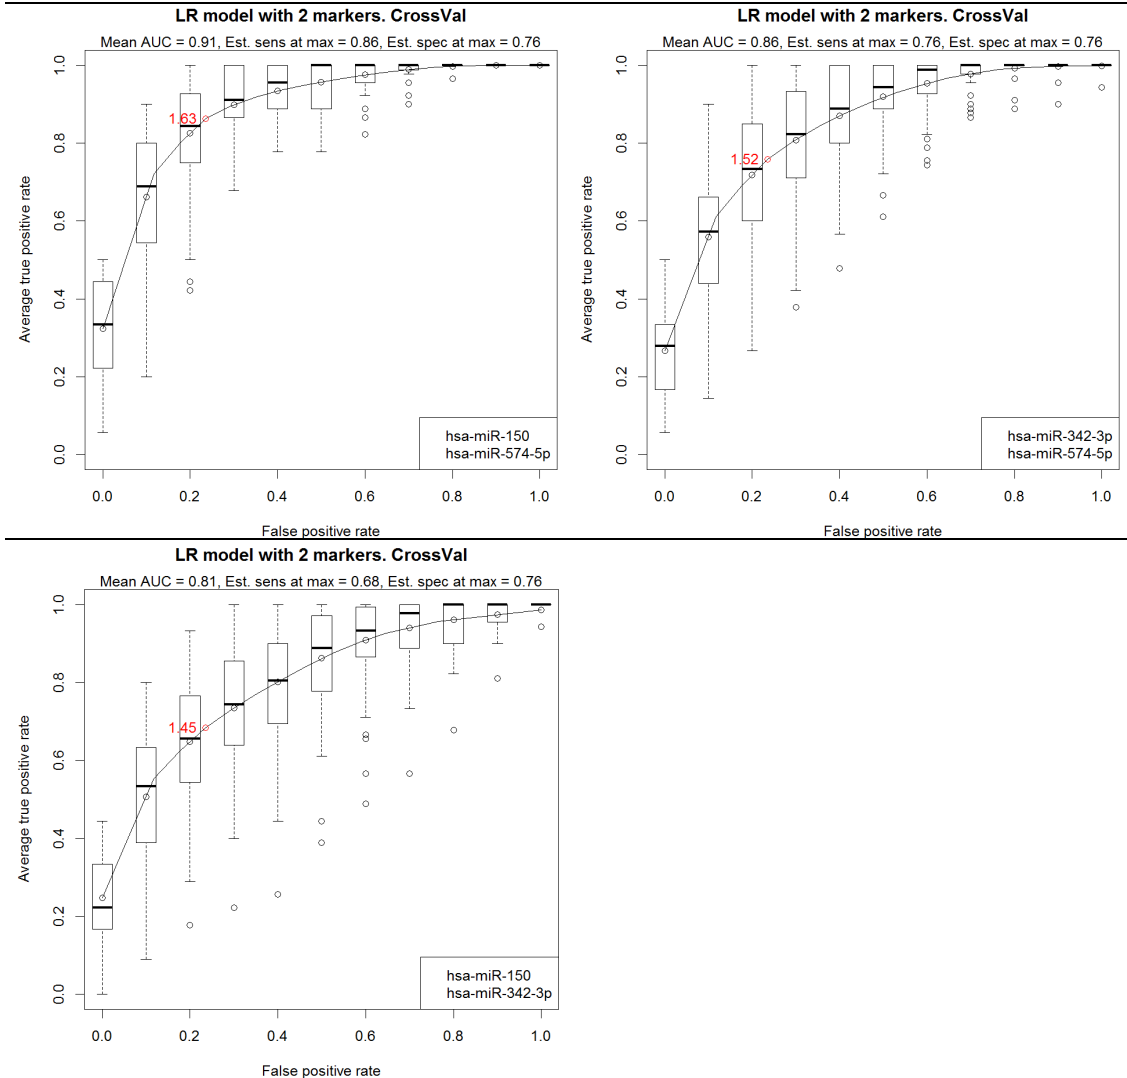 LR model with 2 markers. CrossVal
Mean AUC = 0.91, Est. sens at max = 0.86, Est. spec at max = 0.76
Average true positive rate
1.0
0.8
0.6
0.4
0.2
0.0
1.63
hsa-miR-150
hsa-miR-574-5p
0.0 0.2 0.4 0.6 0.8 1.0
False positive rate
LR model with 2 markers. CrossVal
Mean AUC = 0.86, Est. sens at max = 0.76, Est. spec at max = 0.76
Average true positive rate
1.0
0.8
0.6
0.4
0.2
0.0
1.52
hsa-miR-342-3p
hsa-miR-574-5p
0.0 0.2 0.4 0.6 0.8 1.0
False positive rate
LR model with 2 markers. CrossVal
Mean AUC = 0.81, Est. sens at max = 0.68, Est. spec at max = 0.76
Average true positive rate
1.0
0.8
0.6
0.4
0.2
0.0
1.45
hsa-miR-150
hsa-miR-342-3p
0.0 0.2 0.4 0.6 0.8 1.0
False positive rate